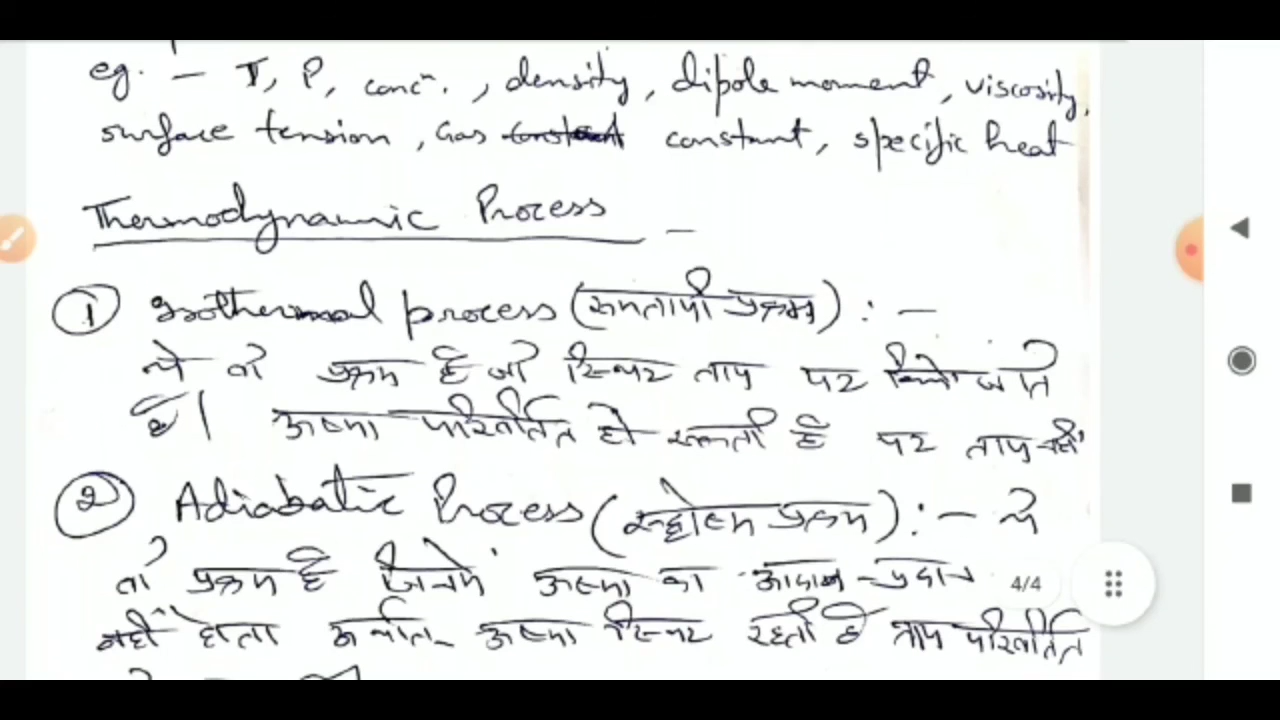 eg. - T, P, concⁿ., density, dipole moment, viscosity,
surface tension, Gas constant, specific heat
Thermodynamic Process -
① Isothermal process (समतापी प्रक्रम) : -
ये वो प्रक्रम है जो स्थिर ताप पर किये जाते
है। ऊष्मा परिवर्तित हो सकती है पर ताप नहीं
② Adiabatic Process (रूद्धोष्म प्रक्रम) : - ये
वो प्रक्रम है जिनमें ऊष्मा का आदान-प्रदान
नहीं होता अर्थात ऊष्मा स्थिर रहती है ताप परिवर्तित
4/4